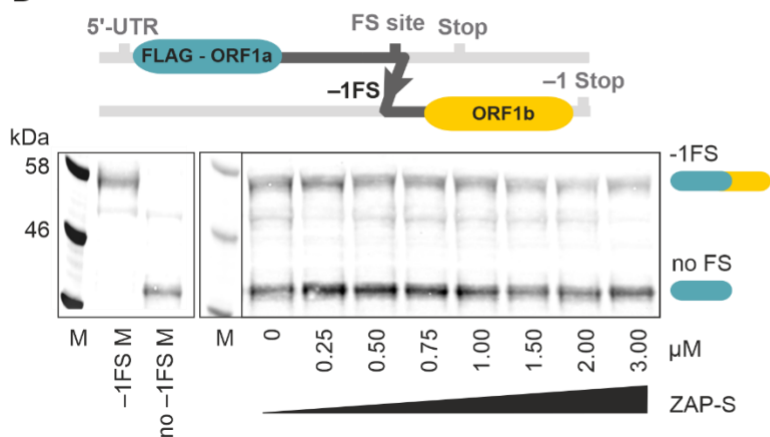 5'-UTR FS site Stop
FLAG - ORF1a
–1FS –1 Stop
ORF1b
kDa
58
46
-1FS
no FS
M –1FS M no –1FS M M 0 0.25 0.50 0.75 1.00 1.50 2.00 3.00 µM
ZAP-S